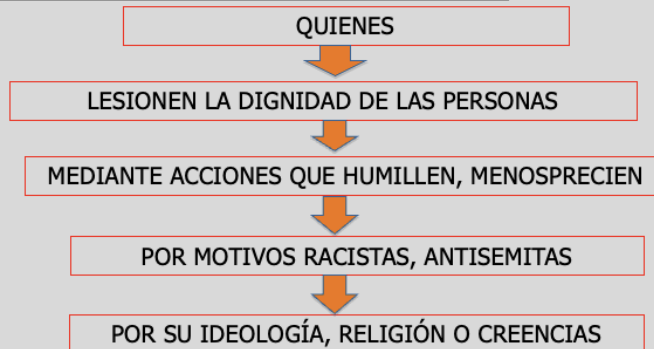 QUIENES
LESIONEN LA DIGNIDAD DE LAS PERSONAS
MEDIANTE ACCIONES QUE HUMILLEN, MENOSPRECIEN
POR MOTIVOS RACISTAS, ANTISEMITAS
POR SU IDEOLOGÍA, RELIGIÓN O CREENCIAS